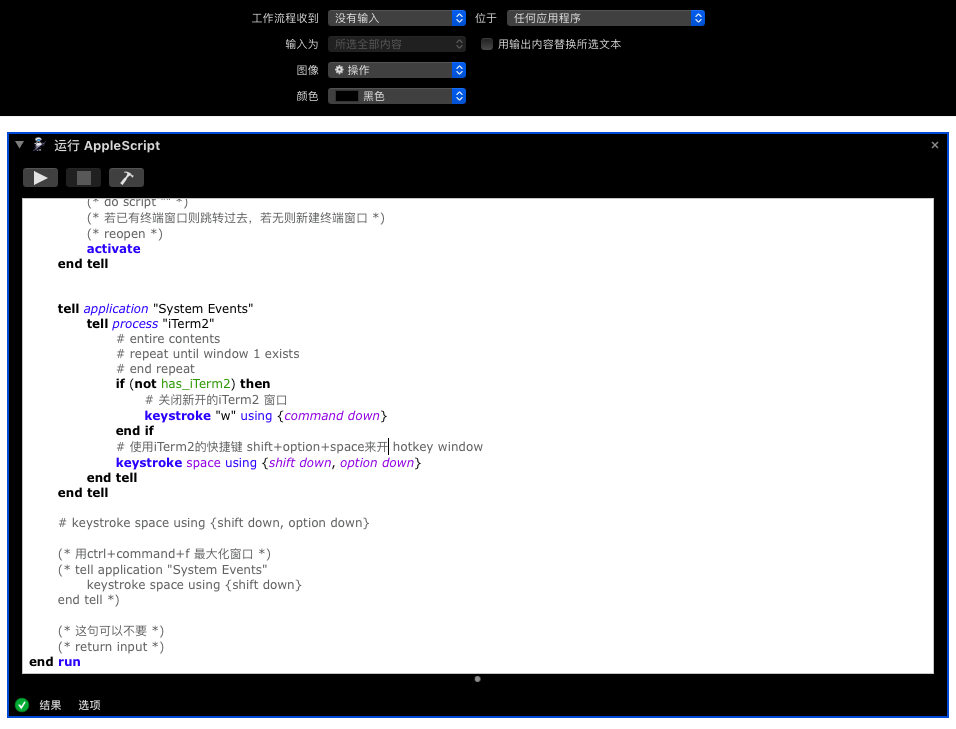 工作流程收到 没有输入 位于 任何应用程序
输入为 所选全部内容 用输出内容替换所选文本
图像 操作
颜色 黑色
运行 AppleScript
(* do script "" *)
(* 若已有终端窗口则跳转过去，若无则新建终端窗口 *)
(* reopen *)
activate
end tell
tell application "System Events"
tell process "iTerm2"
# entire contents
# repeat until window 1 exists
# end repeat
if (not has_iTerm2) then
# 关闭新开的iTerm2 窗口
keystroke "w" using {command down}
end if
# 使用iTerm2的快捷键 shift+option+space来开 hotkey window
keystroke space using {shift down, option down}
end tell
end tell
# keystroke space using {shift down, option down}
(* 用ctrl+command+f 最大化窗口 *)
(* tell application "System Events"
keystroke space using {shift down}
end tell *)
(* 这句可以不要 *)
(* return input *)
end run
结果 选项